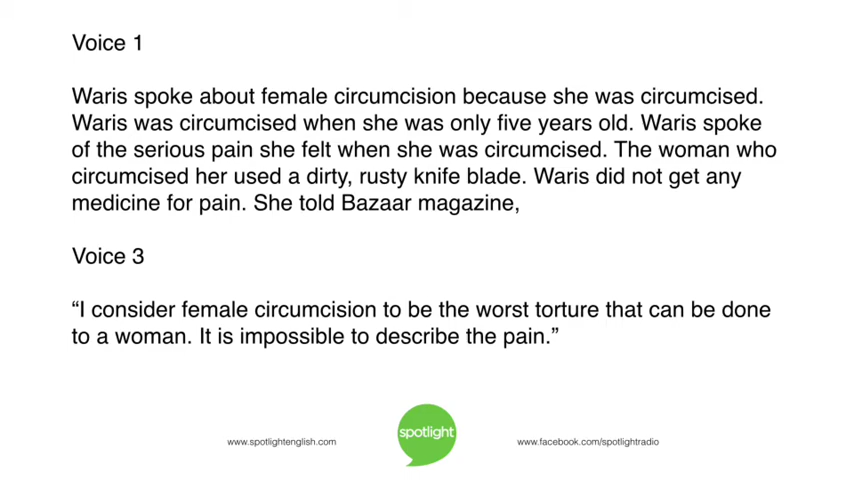 Voice 1
Waris spoke about female circumcision because she was circumcised.
Waris was circumcised when she was only five years old. Waris spoke
of the serious pain she felt when she was circumcised. The woman who
circumcised her used a dirty, rusty knife blade. Waris did not get any
medicine for pain. She told Bazaar magazine,
Voice 3
“I consider female circumcision to be the worst torture that can be done
to a woman. It is impossible to describe the pain.”
spotlight
www.spotlightenglish.com
www.facebook.com/spotlightradio